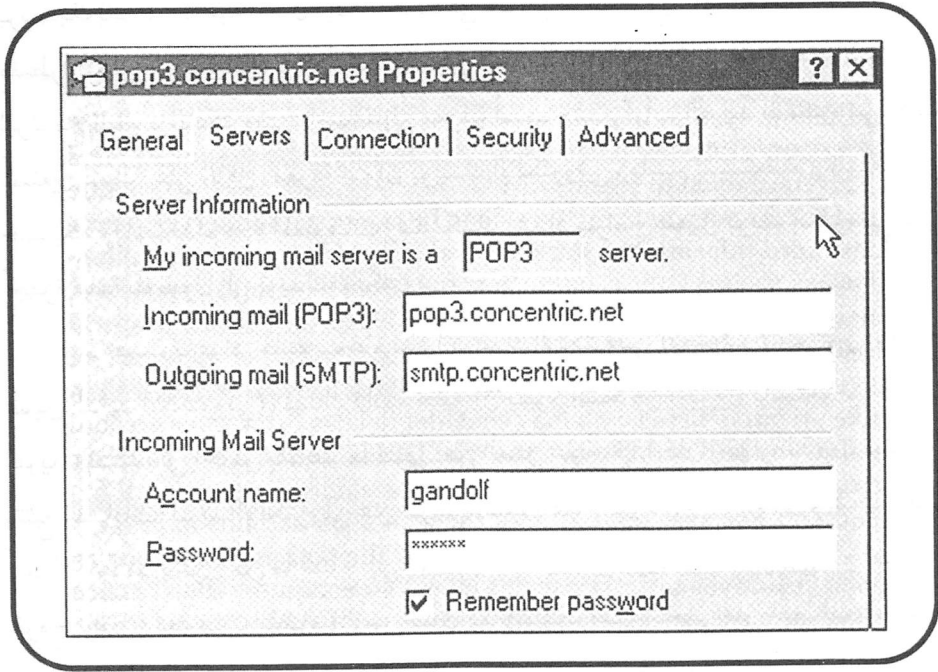 pop3.concentric.net Properties ? X
General Servers Connection Security Advanced
Server Information
My incoming mail server is a POP3 server.
Incoming mail (POP3): pop3.concentric.net
Outgoing mail (SMTP): smtp.concentric.net
Incoming Mail Server
Account name: gandolf
Password: xxxxxx
Remember password